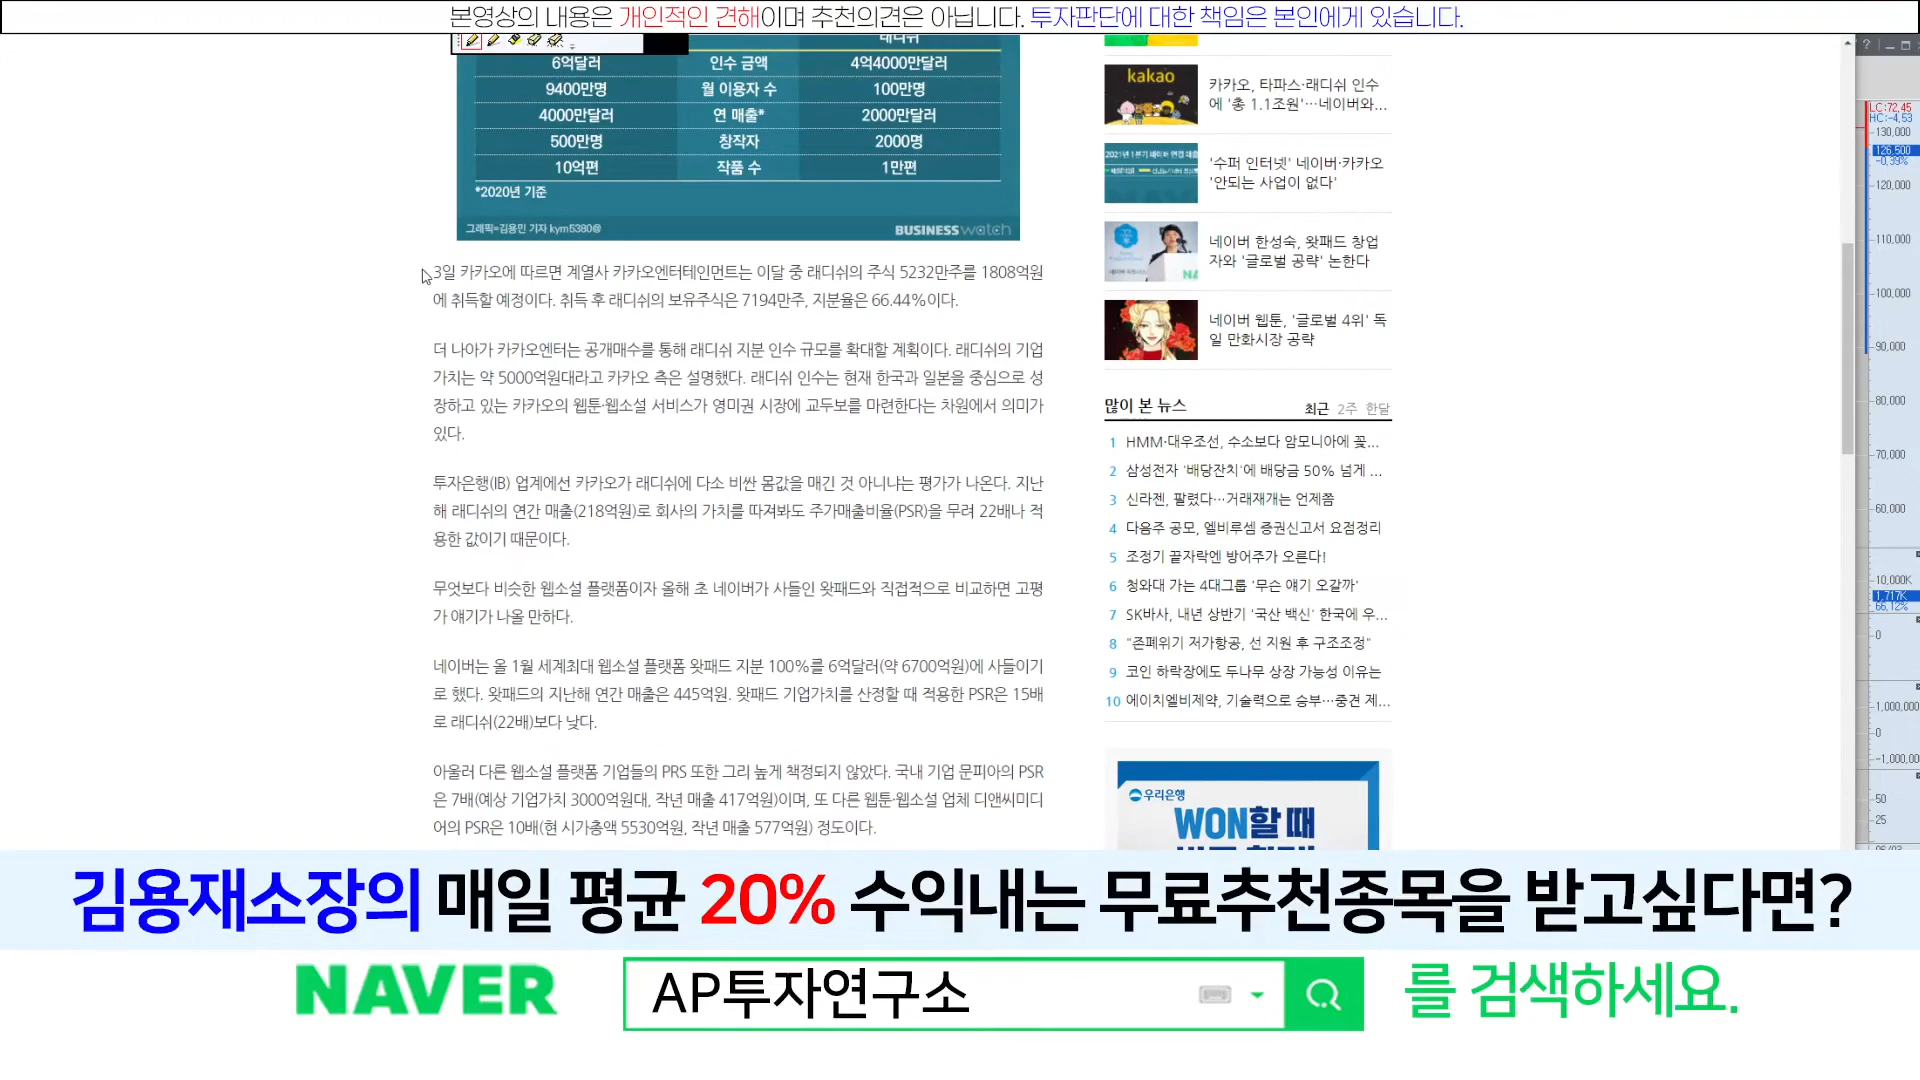 본영상의 내용은 개인적인 견해이며 추천의견은 아닙니다. 투자판단에 대한 책임은 본인에게 있습니다.
래디쉬
6억달러 인수 금액 4억4000만달러
9400만명 월 이용자 수 100만명
4000만달러 연 매출* 2000만달러
500만명 창작자 2000명
10억편 작품 수 1만편
*2020년 기준
그래픽=김용민 기자 kym5380@
BUSINESSwatch
3일 카카오에 따르면 계열사 카카오엔터테인먼트는 이달 중 래디쉬의 주식 5232만주를 1808억원
에 취득할 예정이다. 취득 후 래디쉬의 보유주식은 7194만주, 지분율은 66.44%이다.
더 나아가 카카오엔터는 공개매수를 통해 래디쉬 지분 인수 규모를 확대할 계획이다. 래디쉬의 기업
가치는 약 5000억원대라고 카카오 측은 설명했다. 래디쉬 인수는 현재 한국과 일본을 중심으로 성
장하고 있는 카카오의 웹툰·웹소설 서비스가 영미권 시장에 교두보를 마련한다는 차원에서 의미가
있다.
투자은행(IB) 업계에선 카카오가 래디쉬에 다소 비싼 몸값을 매긴 것 아니냐는 평가가 나온다. 지난
해 래디쉬의 연간 매출(218억원)로 회사의 가치를 따져봐도 주가매출비율(PSR)을 무려 22배나 적
용한 값이기 때문이다.
무엇보다 비슷한 웹소설 플랫폼이자 올해 초 네이버가 사들인 왓패드와 직접적으로 비교하면 고평
가 얘기가 나올 만하다.
네이버는 올 1월 세계최대 웹소설 플랫폼 왓패드 지분 100%를 6억달러(약 6700억원)에 사들이기
로 했다. 왓패드의 지난해 연간 매출은 445억원. 왓패드 기업가치를 산정할 때 적용한 PSR은 15배
로 래디쉬(22배)보다 낮다.
아울러 다른 웹소설 플랫폼 기업들의 PRS 또한 그리 높게 책정되지 않았다. 국내 기업 문피아의 PSR
은 7배(예상 기업가치 3000억원대, 작년 매출 417억원)이며, 또 다른 웹툰·웹소설 업체 디앤씨미디
어의 PSR은 10배(현 시가총액 5530억원, 작년 매출 577억원) 정도이다.
kakao
카카오, 타파스·래디쉬 인수
에 '총 1.1조원'…네이버와...
'수퍼 인터넷' 네이버·카카오
'안되는 사업이 없다'
네이버 한성숙, 왓패드 창업
자와 '글로벌 공략' 논한다
네이버 웹툰, '글로벌 4위' 독
일 만화시장 공략
많이 본 뉴스 최근 2주 한달
1 HMM·대우조선, 수소보다 암모니아에 꽂...
2 삼성전자 '배당잔치'에 배당금 50% 넘게 ...
3 신라젠, 팔렸다…거래재개는 언제쯤
4 다음주 공모, 엘비루셈 증권신고서 요점정리
5 조정기 끝자락엔 방어주가 오른다!
6 청와대 가는 4대그룹 '무슨 얘기 오갈까'
7 SK바사, 내년 상반기 '국산 백신' 한국에 우...
8 "존폐위기 저가항공, 선 지원 후 구조조정"
9 코인 하락장에도 두나무 상장 가능성 이유는
10 에이치엘비제약, 기술력으로 승부…중견 제...
우리은행
WON할 때
LC:72.45
HC:-4.53
130,000
126,500
-0.39%
120,000
110,000
100,000
90,000
80,000
70,000
60,000
10,000K
1,717K
66.12%
0
1,000,000
0
-1,000,00
50
25
김용재소장의 매일 평균 20% 수익내는 무료추천종목을 받고싶다면?
NAVER AP투자연구소 를 검색하세요.